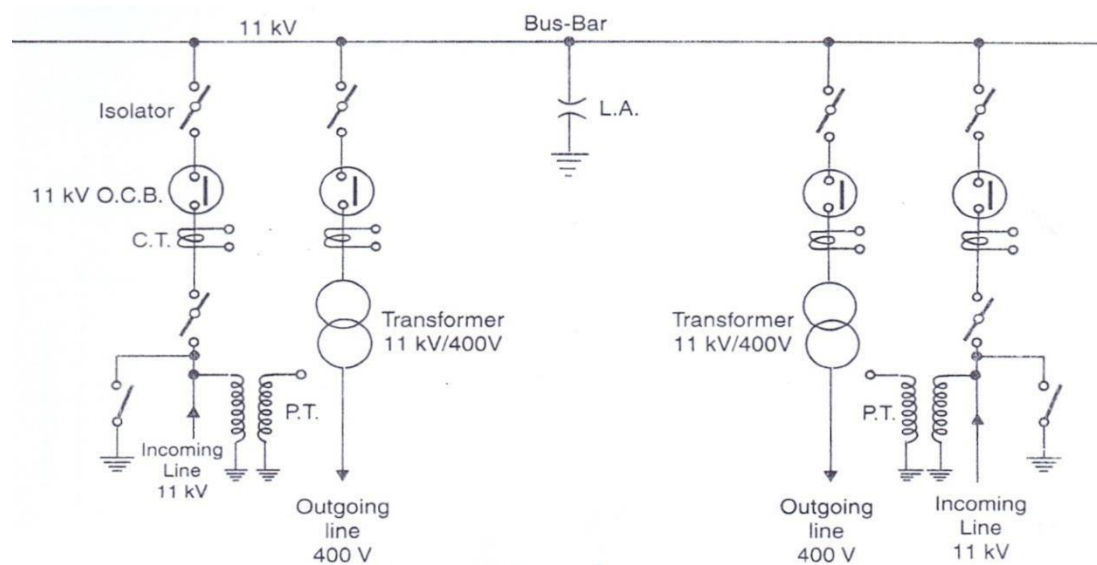 11 kV
Bus-Bar
Isolator
L.A.
11 kV O.C.B.
C.T.
Transformer
11 kV/400V
Transformer
11 kV/400V
P.T.
P.T.
Incoming
Line
11 kV
Outgoing
line
400 V
Outgoing
line
400 V
Incoming
Line
11 kV